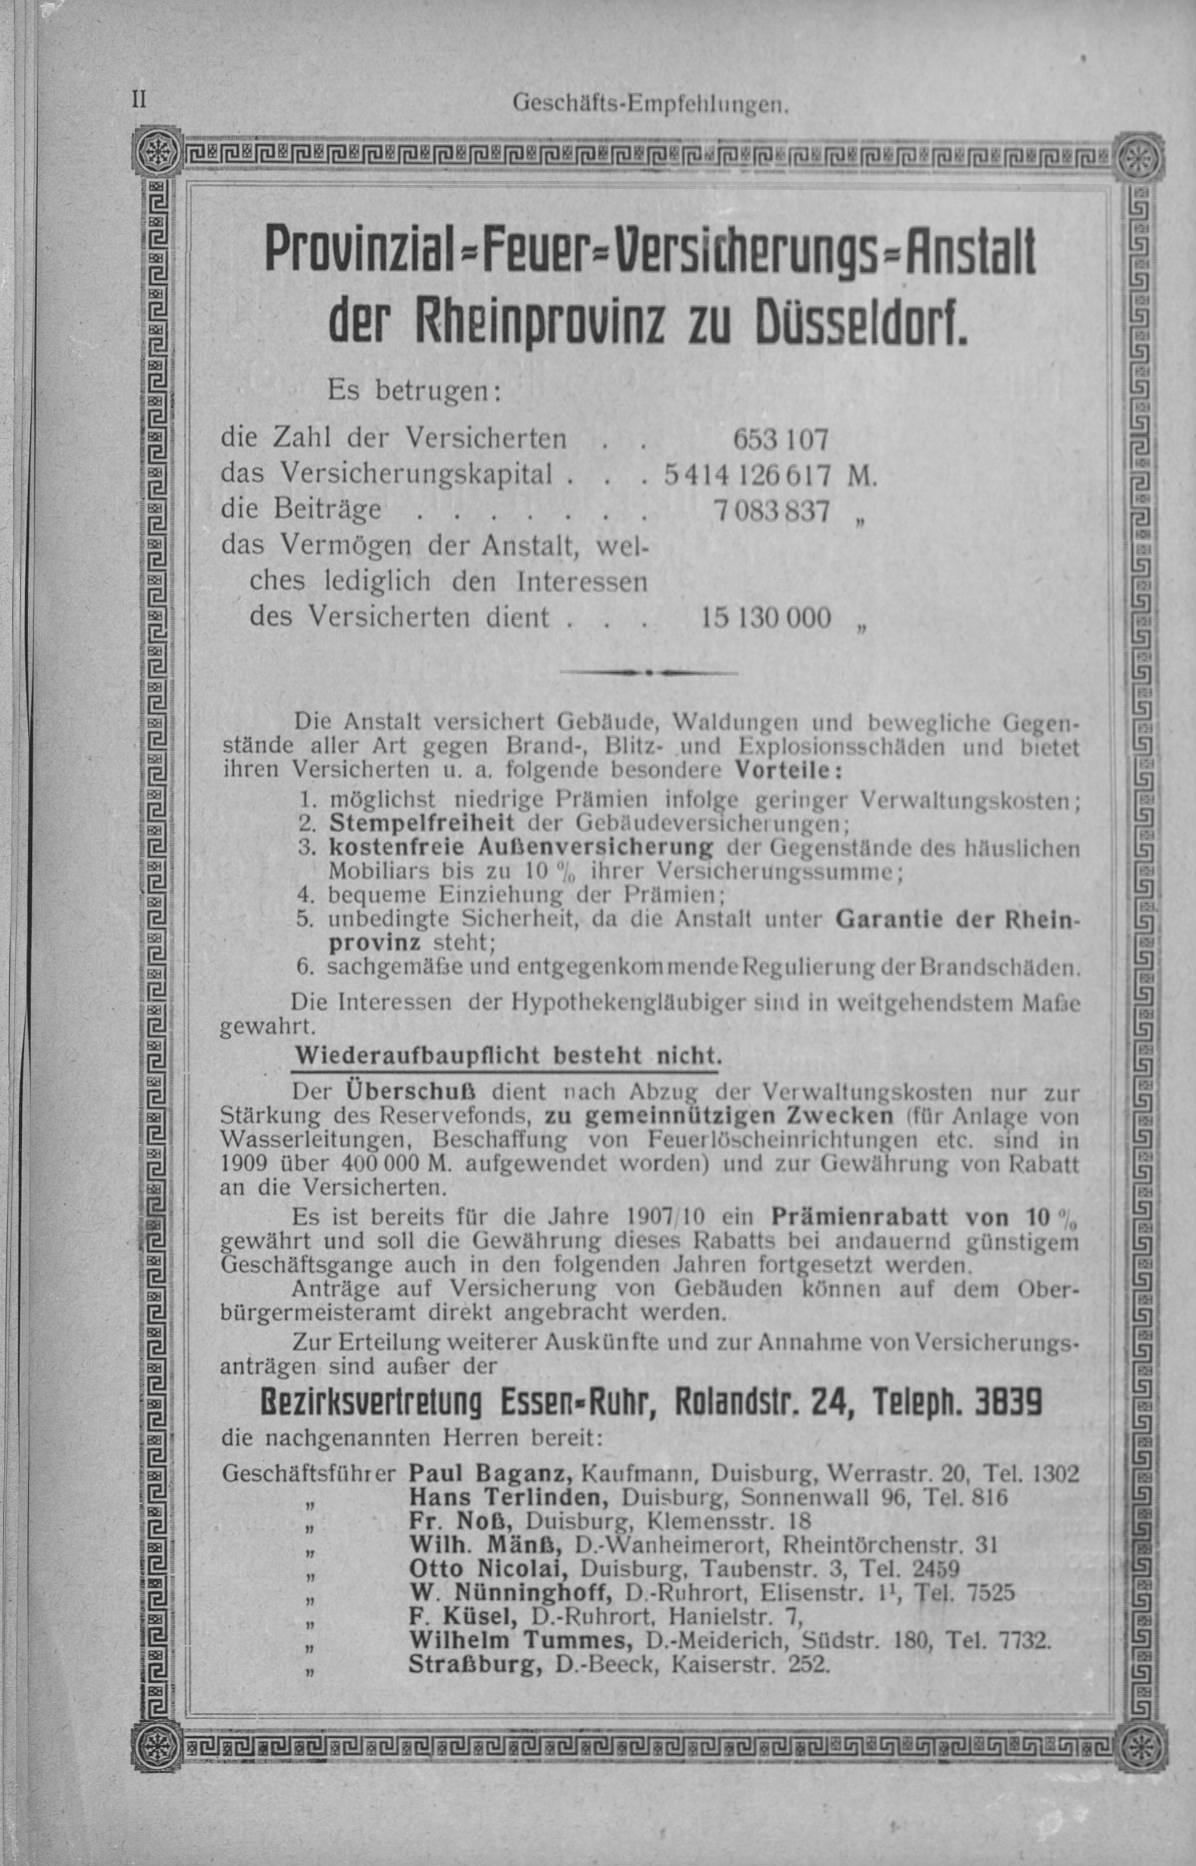 II
Geschäfts-Empfehlungen.
Provinzial=Feuer=Versicherungs=Anstalt
der Rheinprovinz zu Düsseldorf.
Es betrugen:
die Zahl der Versicherten . . 653 107
das Versicherungskapital . . . 5 414 126 617 M.
die Beiträge . . . . . . . 7 083 837 „
das Vermögen der Anstalt, wel-
ches lediglich den Interessen
des Versicherten dient . . . 15 130 000 „
Die Anstalt versichert Gebäude, Waldungen und bewegliche Gegen-
stände aller Art gegen Brand-, Blitz- und Explosionsschäden und bietet
ihren Versicherten u. a. folgende besondere Vorteile:
1. möglichst niedrige Prämien infolge geringer Verwaltungskosten;
2. Stempelfreiheit der Gebäudeversicherungen;
3. kostenfreie Außenversicherung der Gegenstände des häuslichen
Mobiliars bis zu 10 % ihrer Versicherungssumme;
4. bequeme Einziehung der Prämien;
5. unbedingte Sicherheit, da die Anstalt unter Garantie der Rhein-
provinz steht;
6. sachgemäße und entgegenkommende Regulierung der Brandschäden.
Die Interessen der Hypothekengläubiger sind in weitgehendstem Maße
gewahrt.
Wiederaufbaupflicht besteht nicht.
Der Überschuß dient nach Abzug der Verwaltungskosten nur zur
Stärkung des Reservefonds, zu gemeinnützigen Zwecken (für Anlage von
Wasserleitungen, Beschaffung von Feuerlöscheinrichtungen etc. sind in
1909 über 400 000 M. aufgewendet worden) und zur Gewährung von Rabatt
an die Versicherten.
Es ist bereits für die Jahre 1907/10 ein Prämienrabatt von 10 %
gewährt und soll die Gewährung dieses Rabatts bei andauernd günstigem
Geschäftsgange auch in den folgenden Jahren fortgesetzt werden.
Anträge auf Versicherung von Gebäuden können auf dem Ober-
bürgermeisteramt direkt angebracht werden.
Zur Erteilung weiterer Auskünfte und zur Annahme von Versicherungs-
anträgen sind außer der
Bezirksvertretung Essen-Ruhr, Rolandstr. 24, Teleph. 3839
die nachgenannten Herren bereit:
Geschäftsführer Paul Baganz, Kaufmann, Duisburg, Werrastr. 20, Tel. 1302
„ Hans Terlinden, Duisburg, Sonnenwall 96, Tel. 816
„ Fr. Noß, Duisburg, Klemensstr. 18
„ Wilh. Mänß, D.-Wanheimerort, Rheintörchenstr. 31
„ Otto Nicolai, Duisburg, Taubenstr. 3, Tel. 2459
„ W. Nünninghoff, D.-Ruhrort, Elisenstr. 1¹, Tel. 7525
„ F. Küsel, D.-Ruhrort, Hanielstr. 7,
„ Wilhelm Tummes, D.-Meiderich, Südstr. 180, Tel. 7732.
„ Straßburg, D.-Beeck, Kaiserstr. 252.